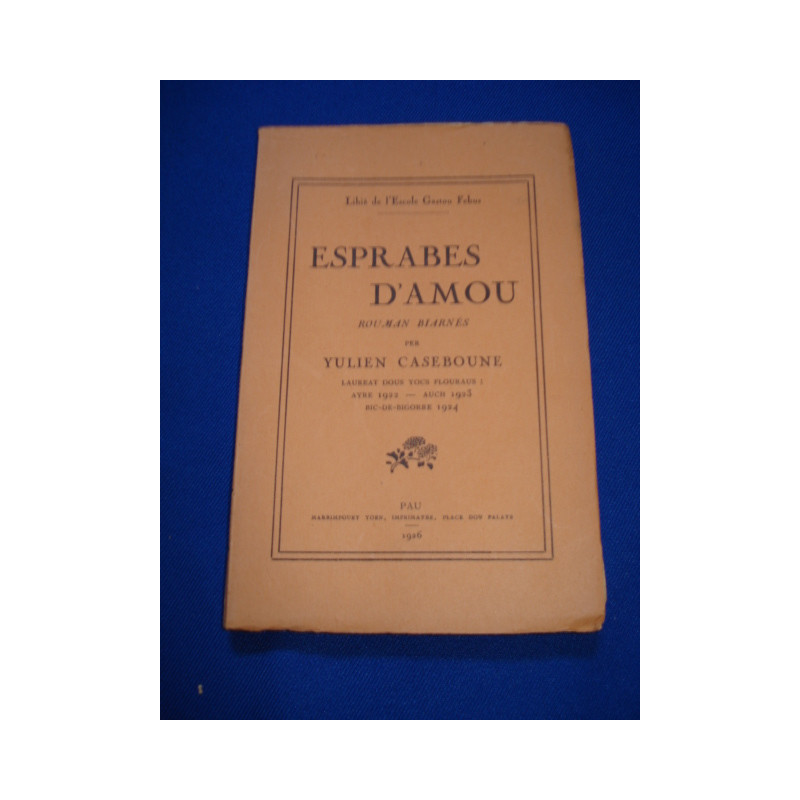 Libis de l'Escole Gaston Febus
ESPRABES
D'AMOU
ROUMAN BIARNÉS
PER
YULIEN CASEBOUNE
LAUREAT DOUS YOCS FLOURAUS :
AYRE 1922 — AUCH 1923
BIC-DE-BIGORRE 1924
PAU
MARRIMPOUEY YOEN, IMPRIMAYRE, PLACE DOU PALAYS
1926